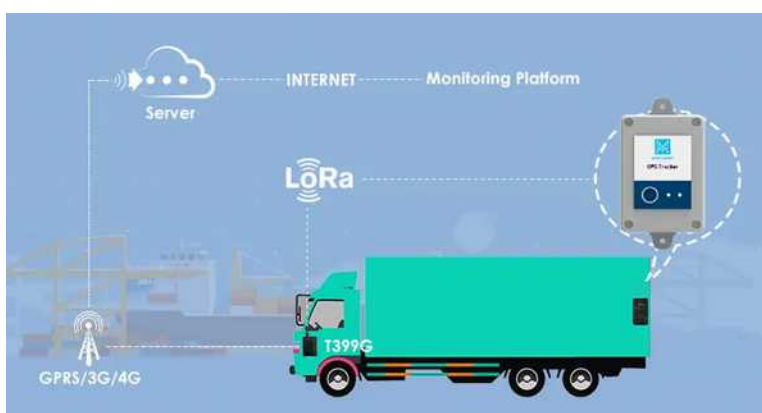 INTERNET
Monitoring Platform
Server
LoRa
GPS Tracker
T399G
GPRS/3G/4G